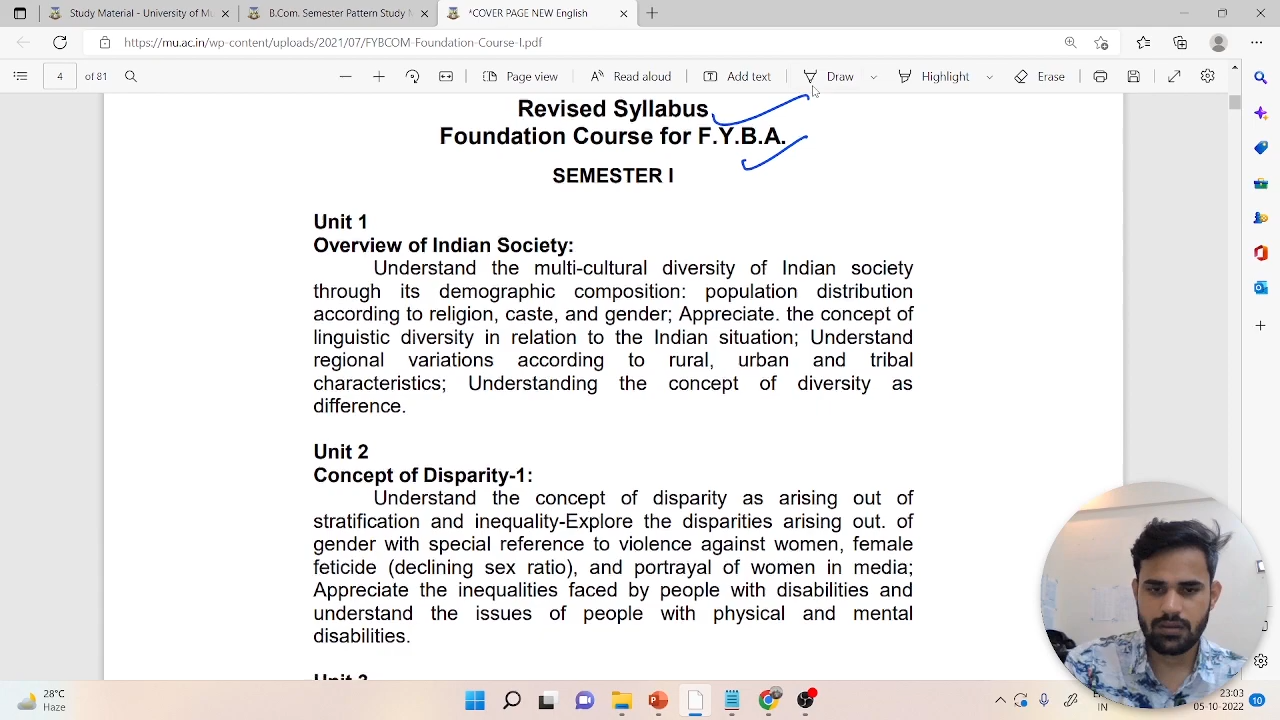 Study Material - University of Mu
B.Com. Semester Pattern Study M
*COVER PAGE NEW English
https://mu.ac.in/wp-content/uploads/2021/07/FYBCOM-Foundation-Course-I.pdf
4 of 81
Page view
Read aloud
Add text
Draw
Highlight
Erase
Revised Syllabus
Foundation Course for F.Y.B.A.
SEMESTER I
Unit 1
Overview of Indian Society:
Understand the multi-cultural diversity of Indian society
through its demographic composition: population distribution
according to religion, caste, and gender; Appreciate. the concept of
linguistic diversity in relation to the Indian situation; Understand
regional variations according to rural, urban and tribal
characteristics; Understanding the concept of diversity as
difference.
Unit 2
Concept of Disparity-1:
Understand the concept of disparity as arising out of
stratification and inequality-Explore the disparities arising out. of
gender with special reference to violence against women, female
feticide (declining sex ratio), and portrayal of women in media;
Appreciate the inequalities faced by people with disabilities and
understand the issues of people with physical and mental
disabilities.
28°C
Haze
IN
23:03
05-10-2022
10